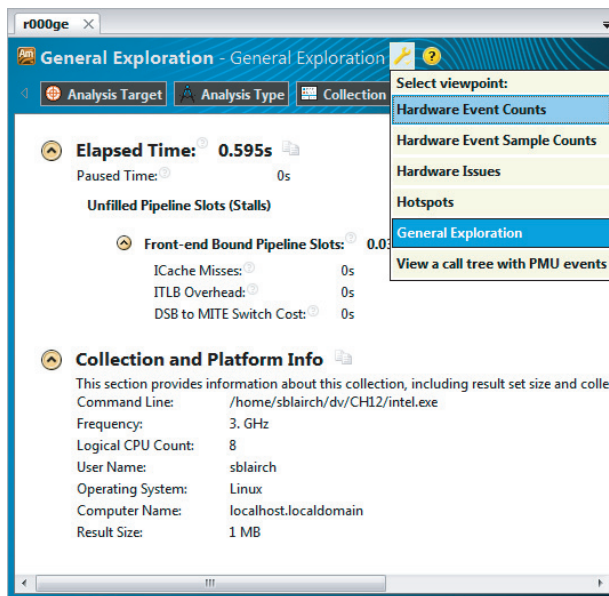 r000ge
General Exploration - General Exploration
Analysis Target Analysis Type Collection
Select viewpoint:
Hardware Event Counts
Hardware Event Sample Counts
Hardware Issues
Hotspots
General Exploration
View a call tree with PMU events
Elapsed Time: 0.595s
Paused Time: 0s
Unfilled Pipeline Slots (Stalls)
Front-end Bound Pipeline Slots:
ICache Misses: 0s
ITLB Overhead: 0s
DSB to MITE Switch Cost: 0s
Collection and Platform Info
This section provides information about this collection, including result set size and
Command Line: /home/sblairch/dv/CH12/intel.exe
Frequency: 3. GHz
Logical CPU Count: 8
User Name: sblairch
Operating System: Linux
Computer Name: localhost.localdomain
Result Size: 1 MB